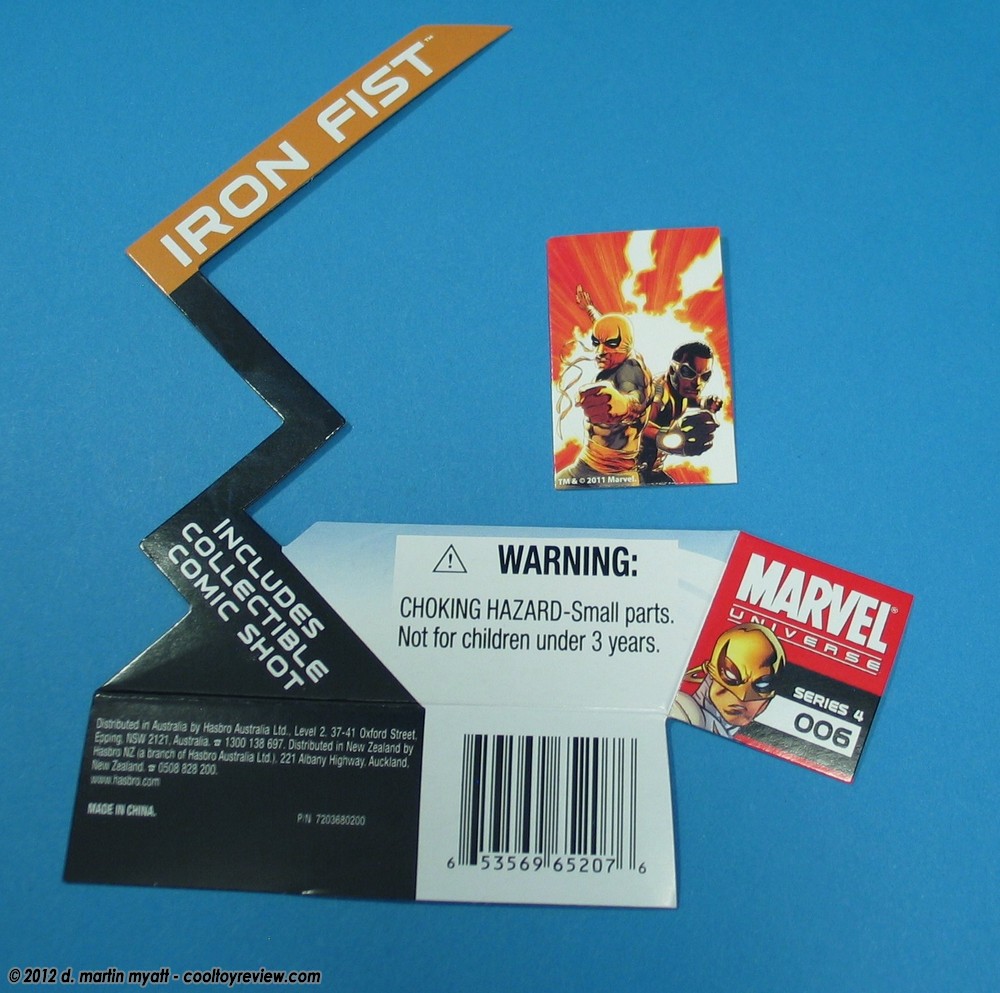 IRON FIST™
TM & © 2011 Marvel.
INCLUDES
COLLECTIBLE
COMIC SHOT
WARNING:
CHOKING HAZARD-Small parts.
Not for children under 3 years.
MARVEL®
UNIVERSE
SERIES 4
006
Distributed in Australia by Hasbro Australia Ltd., Level 2, 37-41 Oxford Street,
Epping, NSW 2121, Australia. ☎ 1300 138 697. Distributed in New Zealand by
Hasbro NZ (a branch of Hasbro Australia Ltd.), 221 Albany Highway, Auckland,
New Zealand. ☎ 0508 828 200.
www.hasbro.com
MADE IN CHINA.
P/N 7203680200
6 53569 65207 6
© 2012 d. martin myatt - cooltoyreview.com